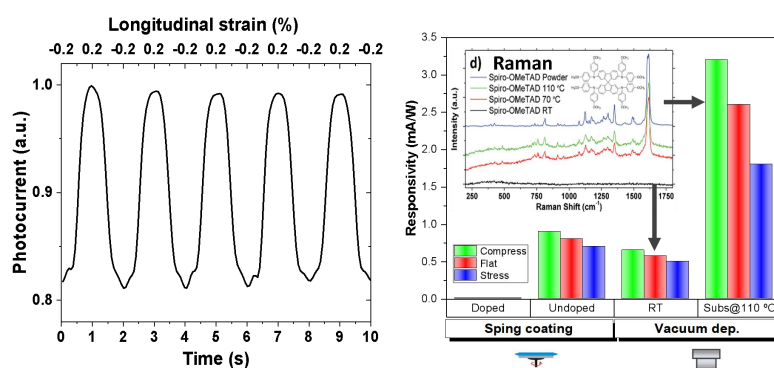 Longitudinal strain (%)
-0.2 0.2 -0.2 0.2 -0.2 0.2 -0.2 0.2 -0.2 0.2 -0.2
1.0
0.9
0.8
Photocurrent (a.u.)
0 1 2 3 4 5 6 7 8 9 10
Time (s)
3.5
3.0
2.5
2.0
1.5
1.0
0.5
0.0
Responsivity (mA/W)
d) Raman
Spiro-OMeTAD Powder
Spiro-OMeTAD 110 ºC
Spiro-OMeTAD 70 ºC
Spiro-OMeTAD RT
Intensity (a.u.)
250 500 750 1000 1250 1500 1750
Raman Shift (cm⁻¹)
Compress
Flat
Stress
Doped Undoped RT Subs@110 ºC
Sping coating Vacuum dep.